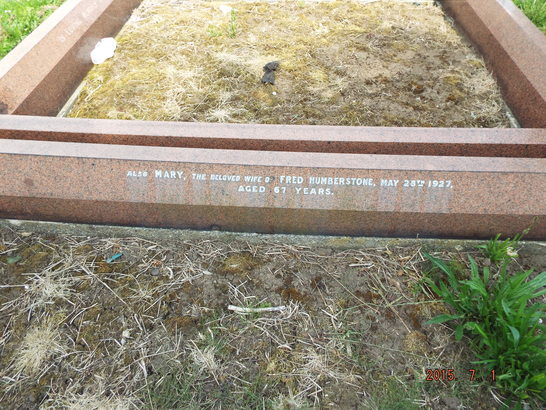 ALSO MARY, THE BELOVED WIFE OF FRED HUMBERSTONE, MAY 28TH 1927,
AGED 67 YEARS.
2015. 7. 1